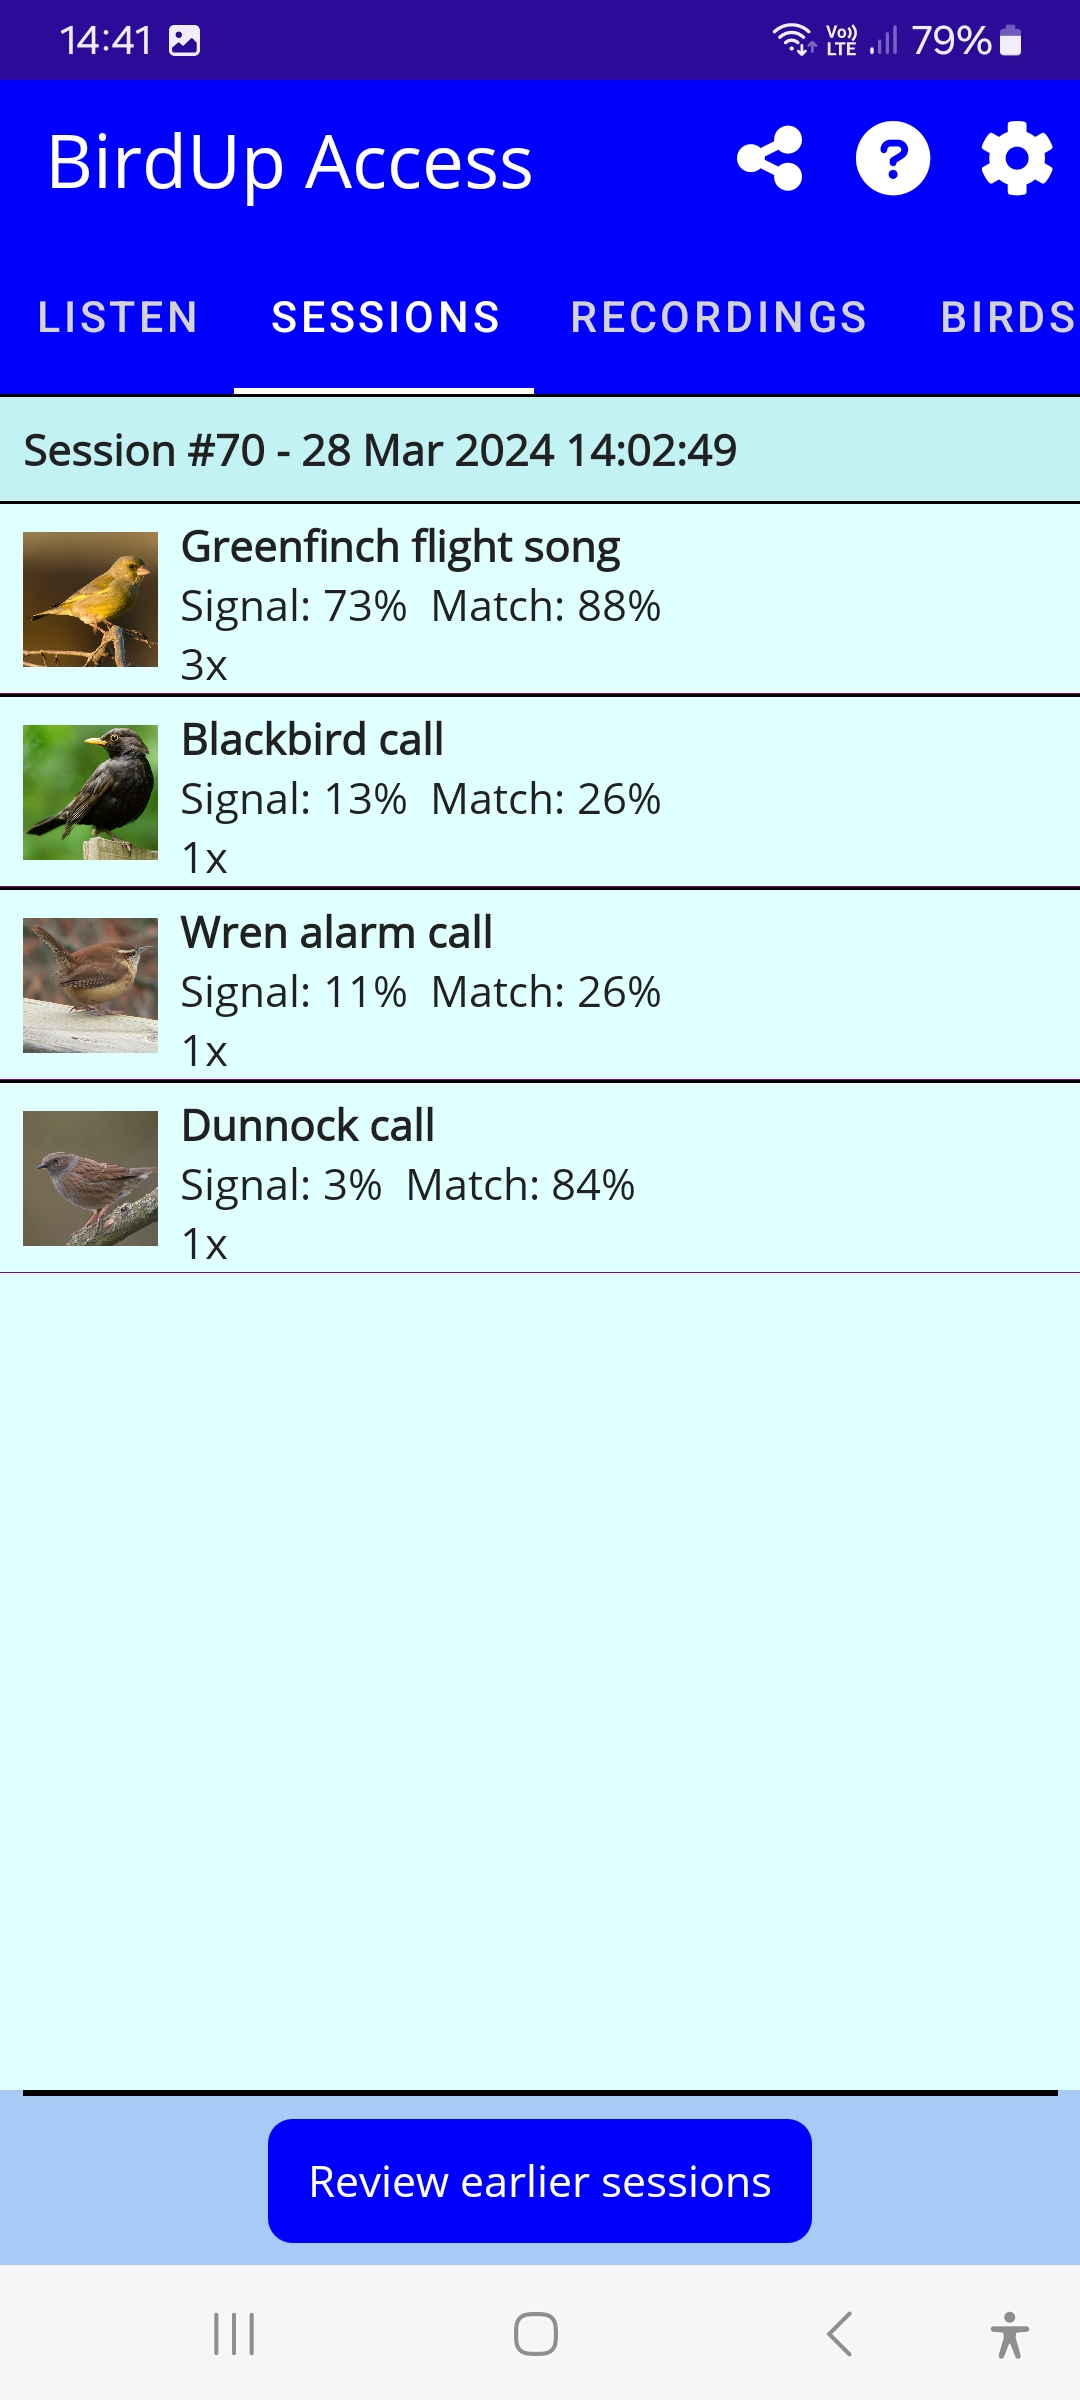 14:41 Vo)) LTE 79%
BirdUp Access ?
LISTEN SESSIONS RECORDINGS BIRDS
Session #70 - 28 Mar 2024 14:02:49
Greenfinch flight song
Signal: 73% Match: 88%
3x
Blackbird call
Signal: 13% Match: 26%
1x
Wren alarm call
Signal: 11% Match: 26%
1x
Dunnock call
Signal: 3% Match: 84%
1x
Review earlier sessions